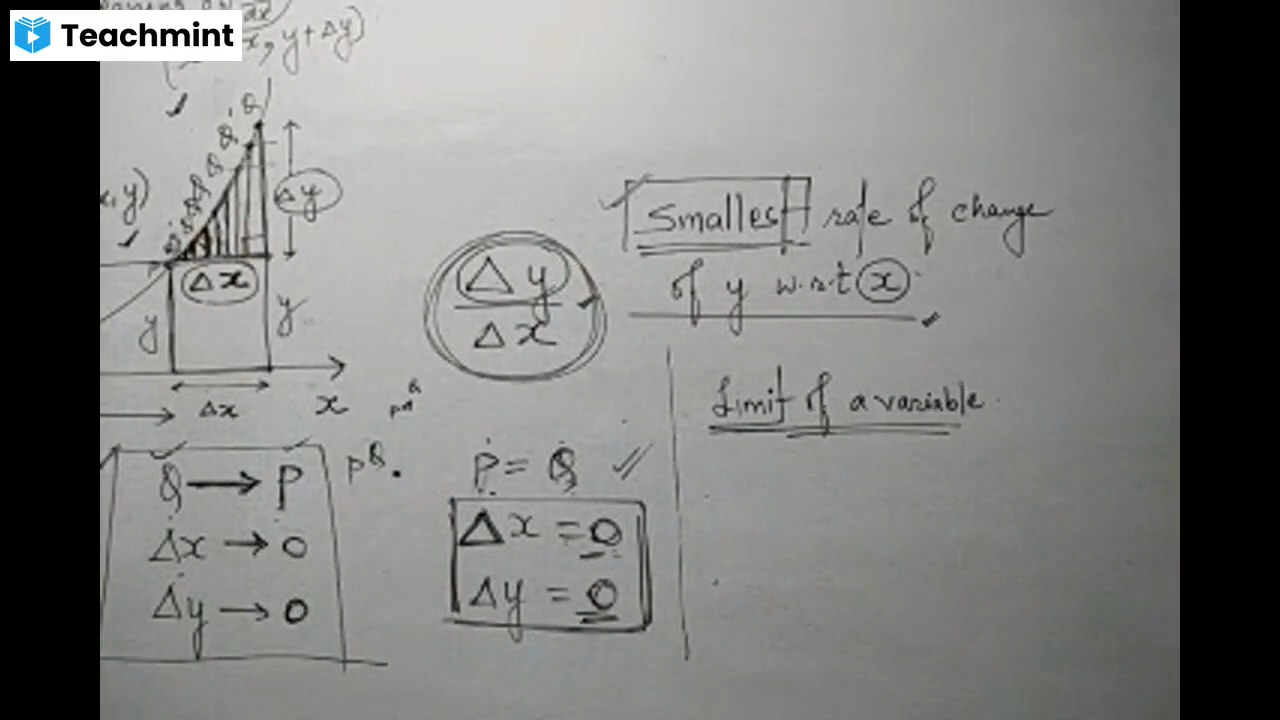 Teachmint
x, y+Δy)
Q
Q
Q
x, y)
Δy
Δx
y
y
Δx
x
Δy
Δx
Smallest rate of change
of y w.r.t x
Limit of a variable
Q → P
Δx → 0
Δy → 0
P Q .
P = Q
Δx = 0
Δy = 0